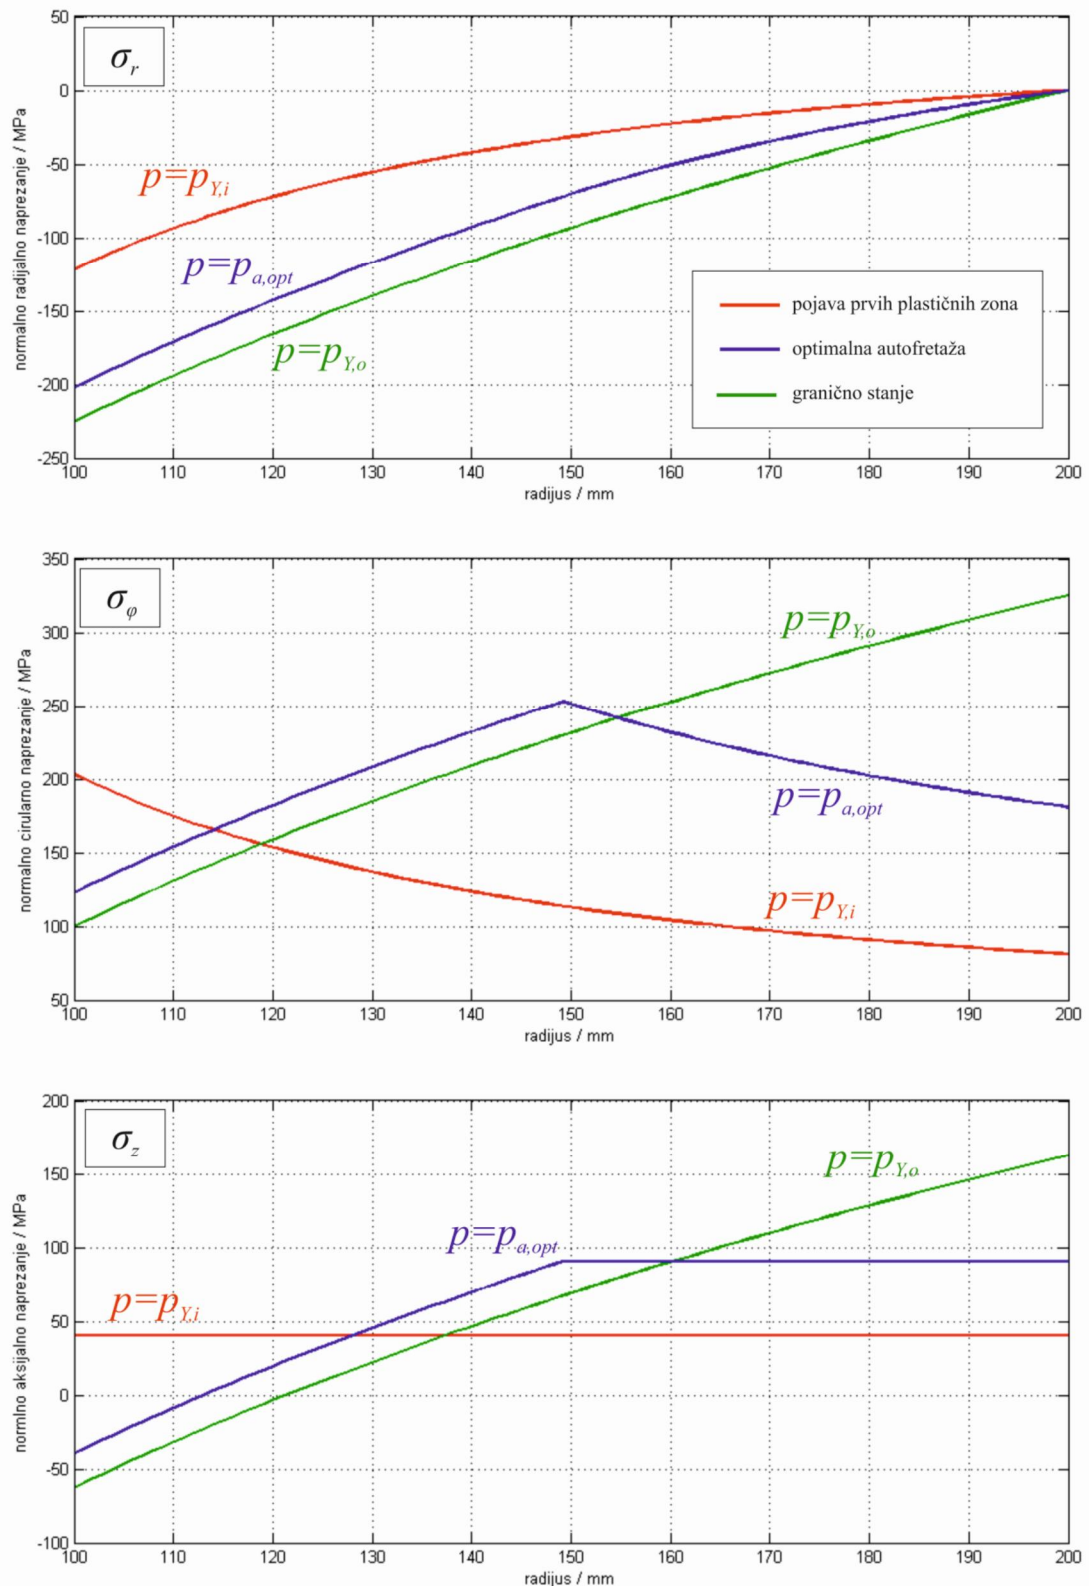 σr
normalno radijalno naprezanje / MPa
50
0
-50
-100
-150
-200
-250
p=pY,i
p=pa,opt
p=pY,o
pojava prvih plastičnih zona
optimalna autofretaža
granično stanje
100 110 120 130 140 150 160 170 180 190 200
radijus / mm
σφ
normalno cirularno naprezanje / MPa
350
300
250
200
150
100
50
p=pY,o
p=pa,opt
p=pY,i
100 110 120 130 140 150 160 170 180 190 200
radijus / mm
σz
normlno aksijalno naprezanje / MPa
200
150
100
50
0
-50
-100
p=pY,o
p=pa,opt
p=pY,i
100 110 120 130 140 150 160 170 180 190 200
radijus / mm